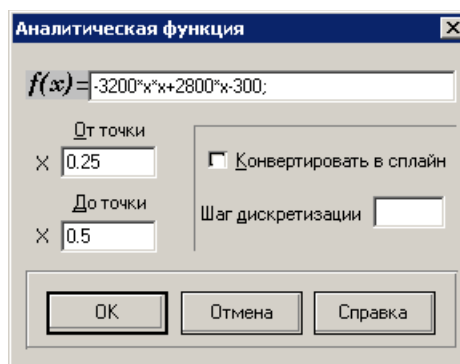 Аналитическая функция
f(x)= -3200*x*x+2800*x-300;
От точки
X 0.25
До точки
X 0.5
Конвертировать в сплайн
Шаг дискретизации
OK Отмена Справка